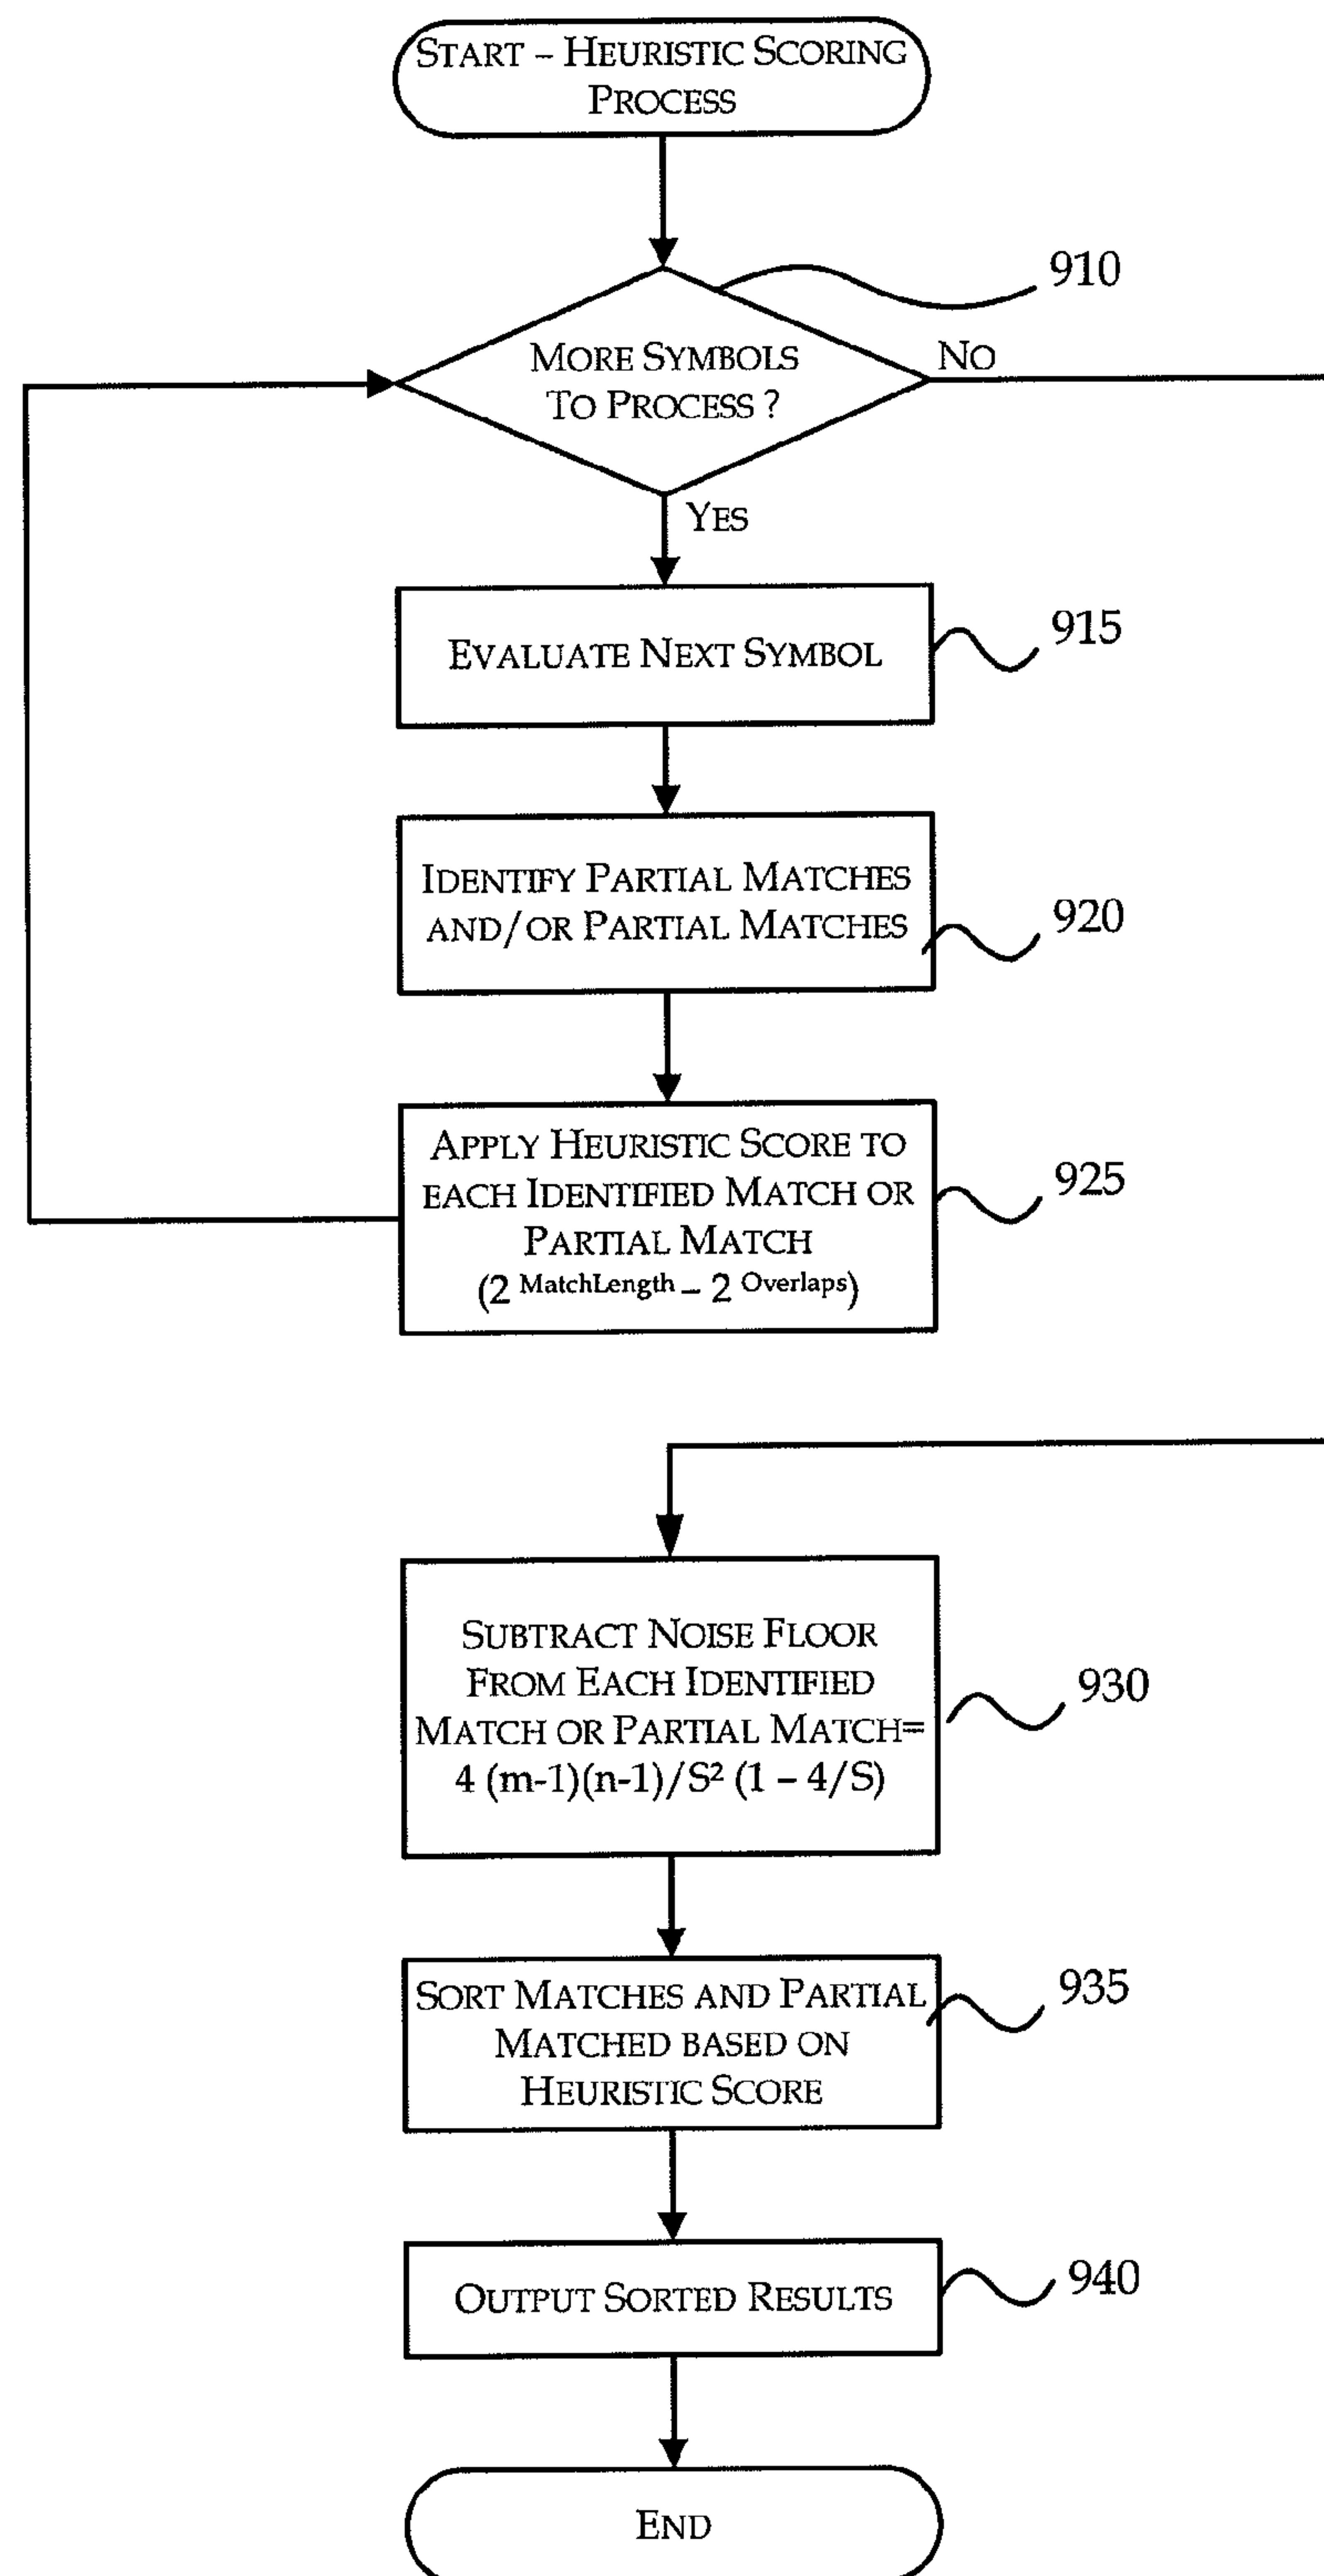 START – HEURISTIC SCORING
PROCESS
910
MORE SYMBOLS
TO PROCESS ?
NO
YES
EVALUATE NEXT SYMBOL
915
IDENTIFY PARTIAL MATCHES
AND/OR PARTIAL MATCHES
920
APPLY HEURISTIC SCORE TO
EACH IDENTIFIED MATCH OR
PARTIAL MATCH
(2 MatchLength – 2 Overlaps)
925
SUBTRACT NOISE FLOOR
FROM EACH IDENTIFIED
MATCH OR PARTIAL MATCH=
4 (m-1)(n-1)/S² (1 – 4/S)
930
SORT MATCHES AND PARTIAL
MATCHED BASED ON
HEURISTIC SCORE
935
OUTPUT SORTED RESULTS
940
END